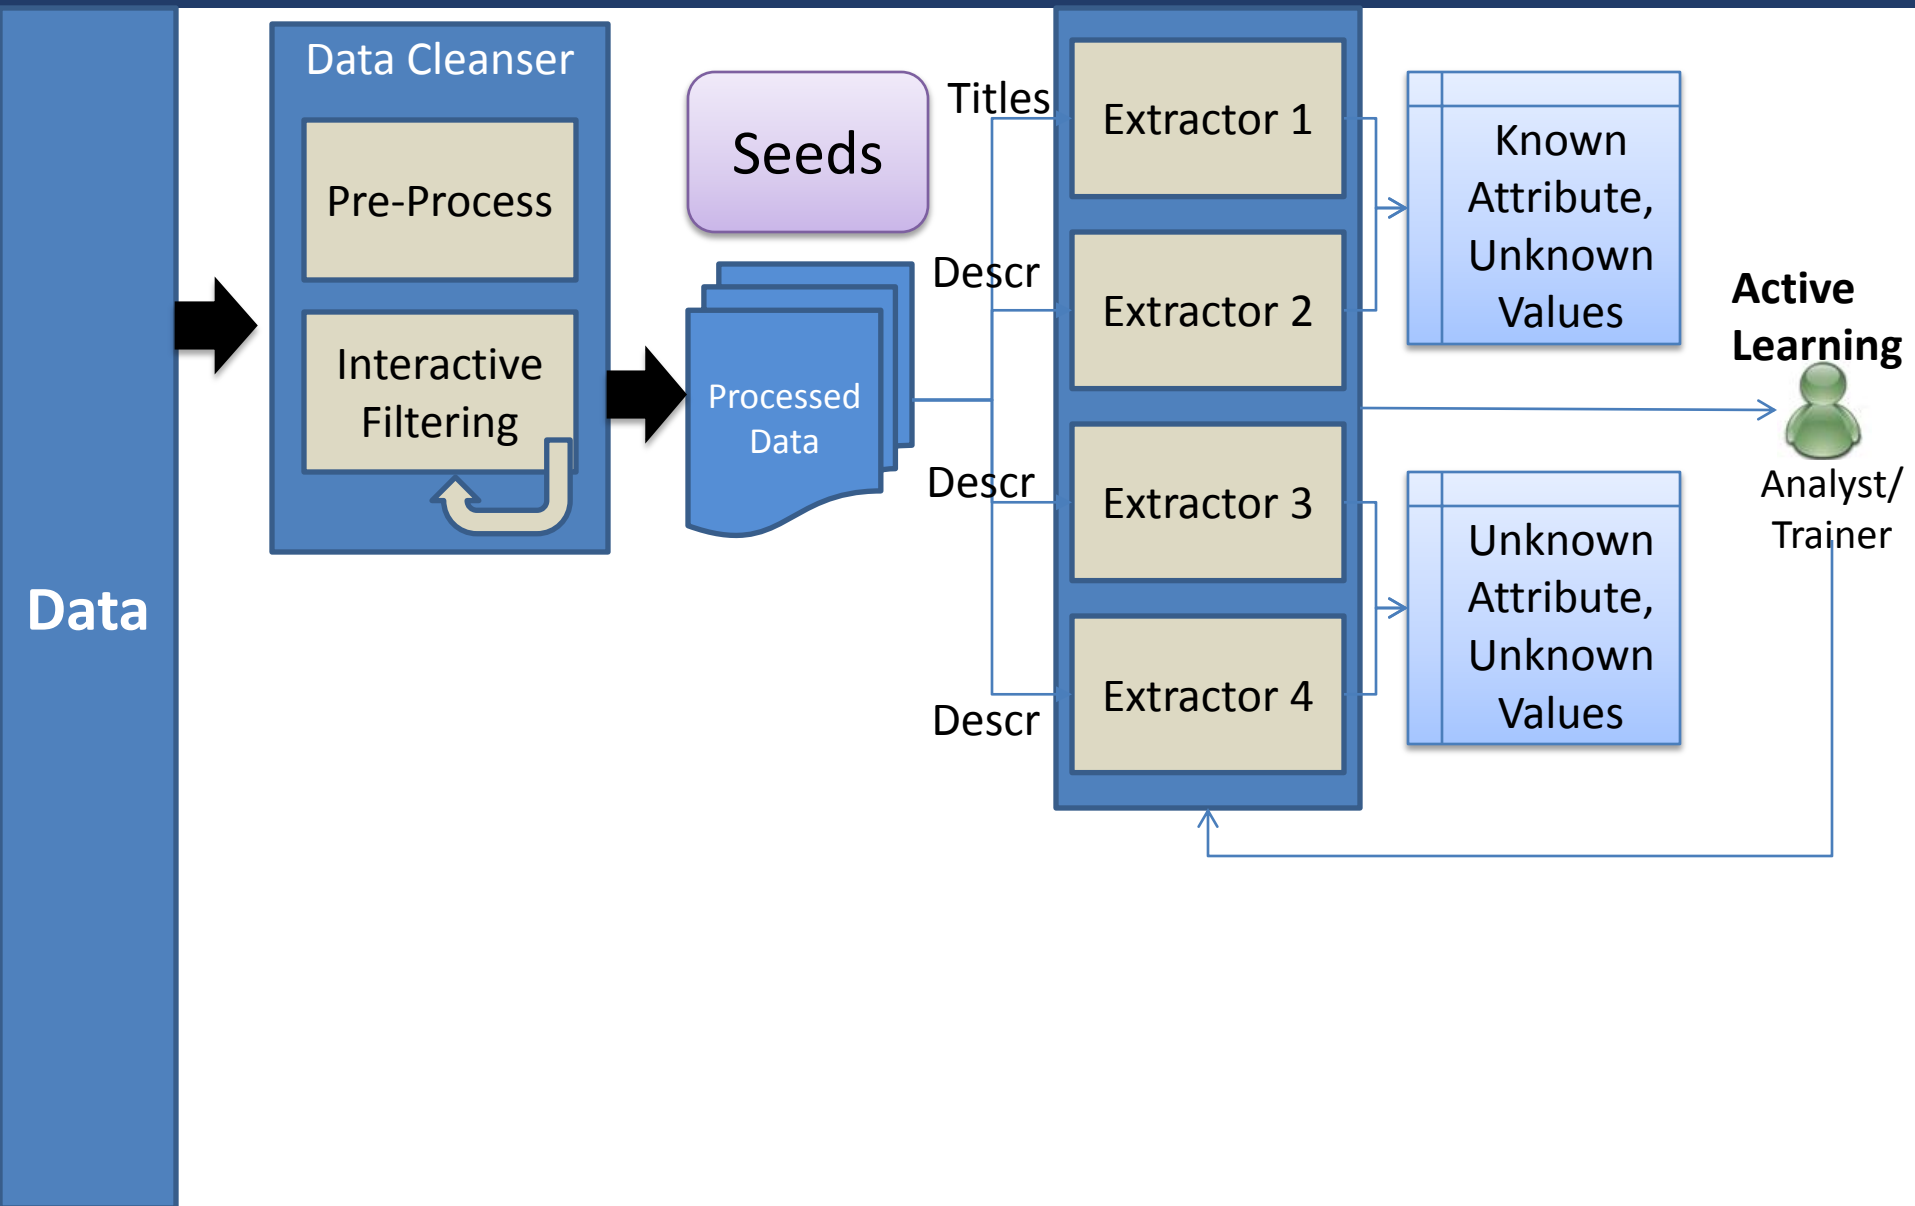 Data
Data Cleanser
Pre-Process
Interactive
Filtering
Seeds
Processed
Data
Titles
Descr
Descr
Descr
Extractor 1
Extractor 2
Extractor 3
Extractor 4
Known
Attribute,
Unknown
Values
Unknown
Attribute,
Unknown
Values
Active
Learning
Analyst/
Trainer